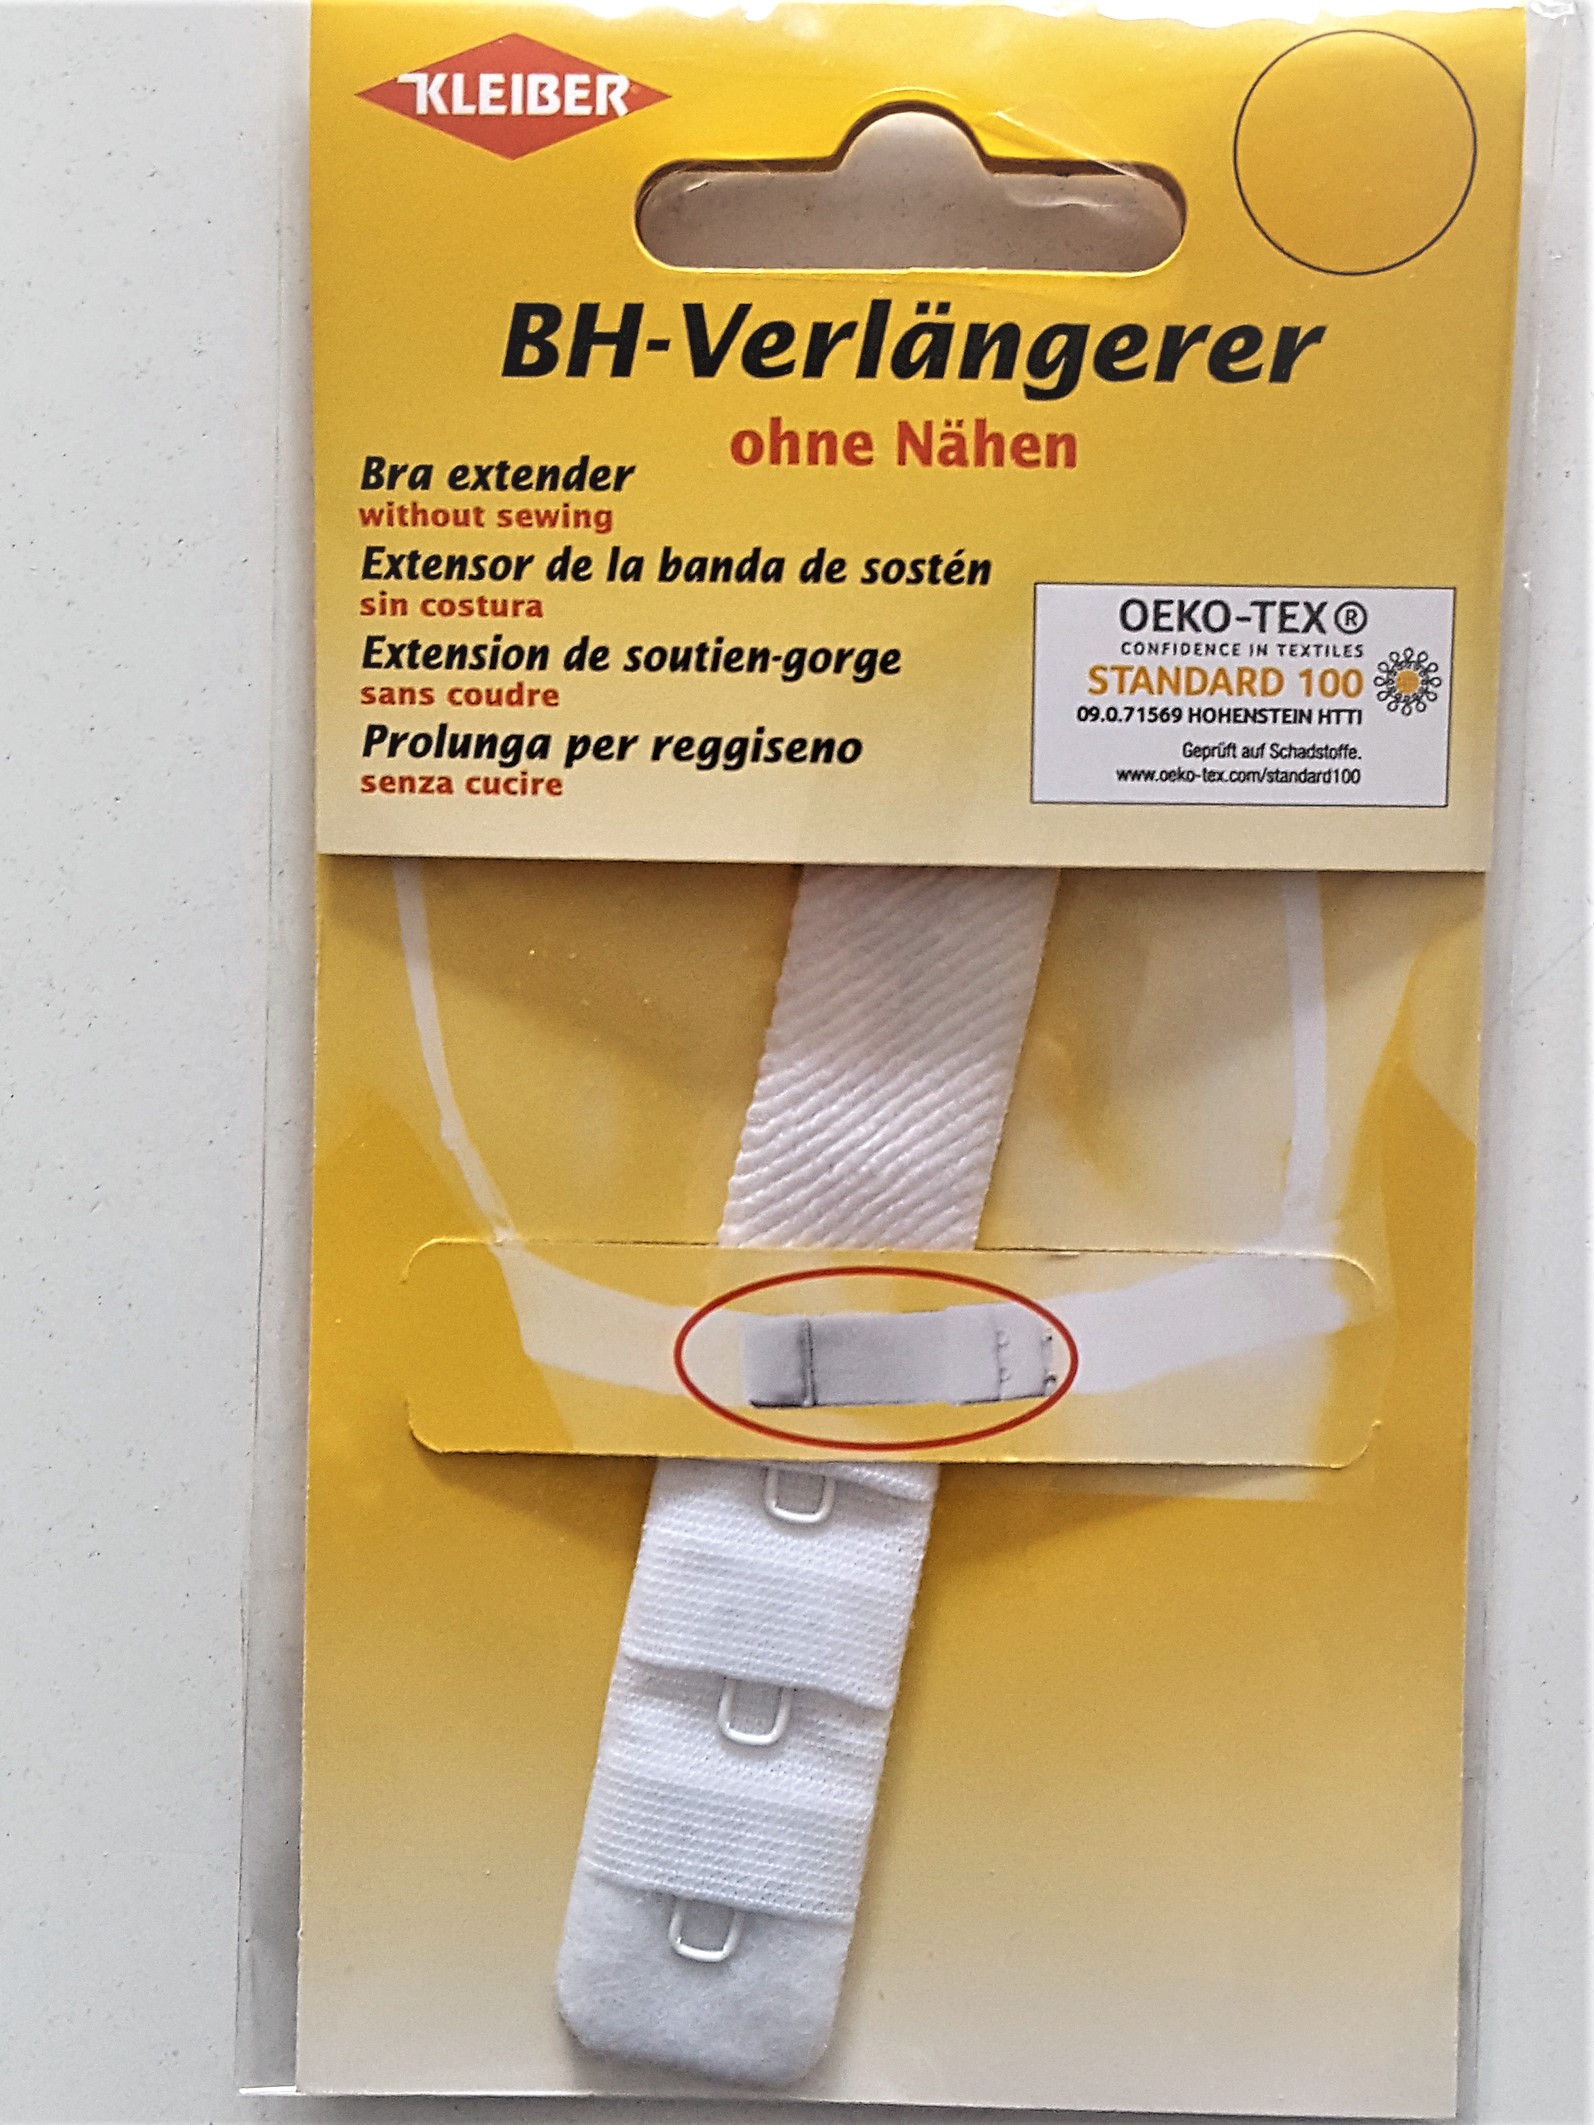 KLEIBER
BH-Verlängerer
ohne Nähen
Bra extender
without sewing
Extensor de la banda de sostén
sin costura
Extension de soutien-gorge
sans coudre
Prolunga per reggiseno
senza cucire
OEKO-TEX®
CONFIDENCE IN TEXTILES
STANDARD 100
09.0.71569 HOHENSTEIN HTTI
Geprüft auf Schadstoffe.
www.oeko-tex.com/standard100